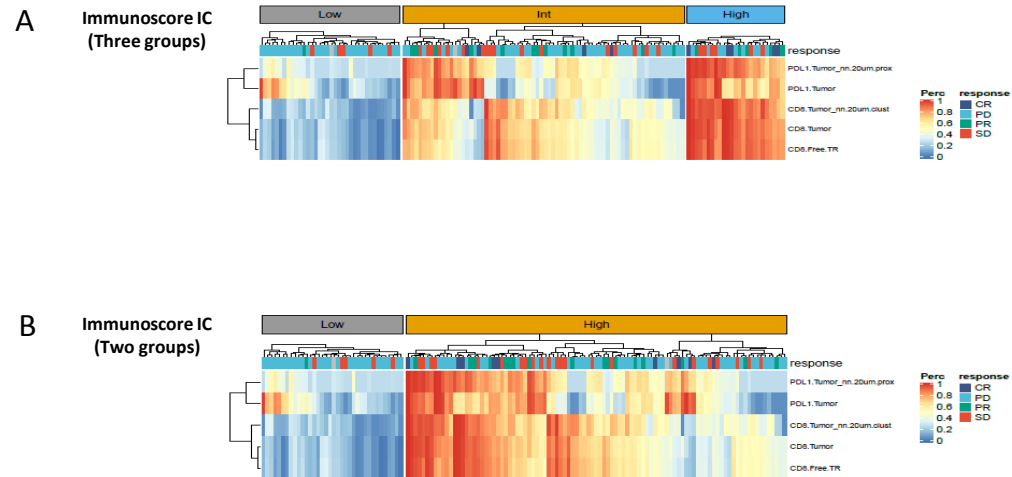 A
Immunoscore IC
(Three groups)
Low
Int
High
response
PDL1.Tumor_nn.20um.prox
PDL1.Tumor
CD8.Tumor_nn.20um.clust
CD8.Tumor
CD8.Free.TR
Perc
1
0.8
0.6
0.4
0.2
0
response
CR
PD
PR
SD
B
Immunoscore IC
(Two groups)
Low
High
response
PDL1.Tumor_nn.20um.prox
PDL1.Tumor
CD8.Tumor_nn.20um.clust
CD8.Tumor
CD8.Free.TR
Perc
1
0.8
0.6
0.4
0.2
0
response
CR
PD
PR
SD